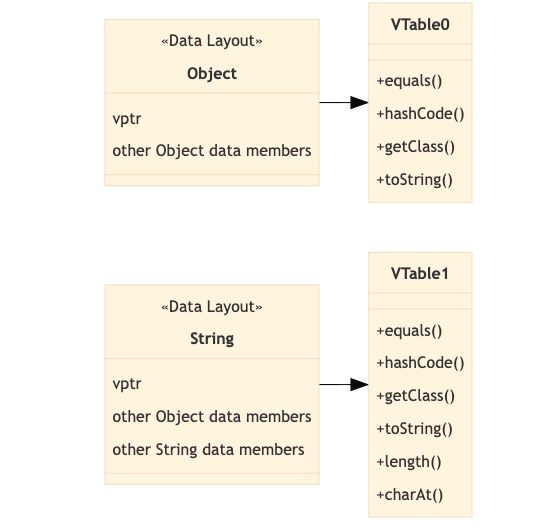 «Data Layout»
Object
vptr
other Object data members
VTable0
+equals()
+hashCode()
+getClass()
+toString()
«Data Layout»
String
vptr
other Object data members
other String data members
VTable1
+equals()
+hashCode()
+getClass()
+toString()
+length()
+charAt()